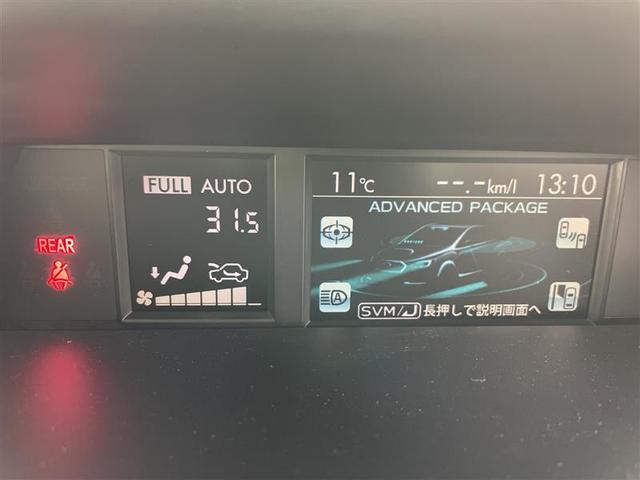 REAR
FULL AUTO
31.5
11℃ --.-km/l 13:10
ADVANCED PACKAGE
A
SVM/ 長押しで説明画面へ